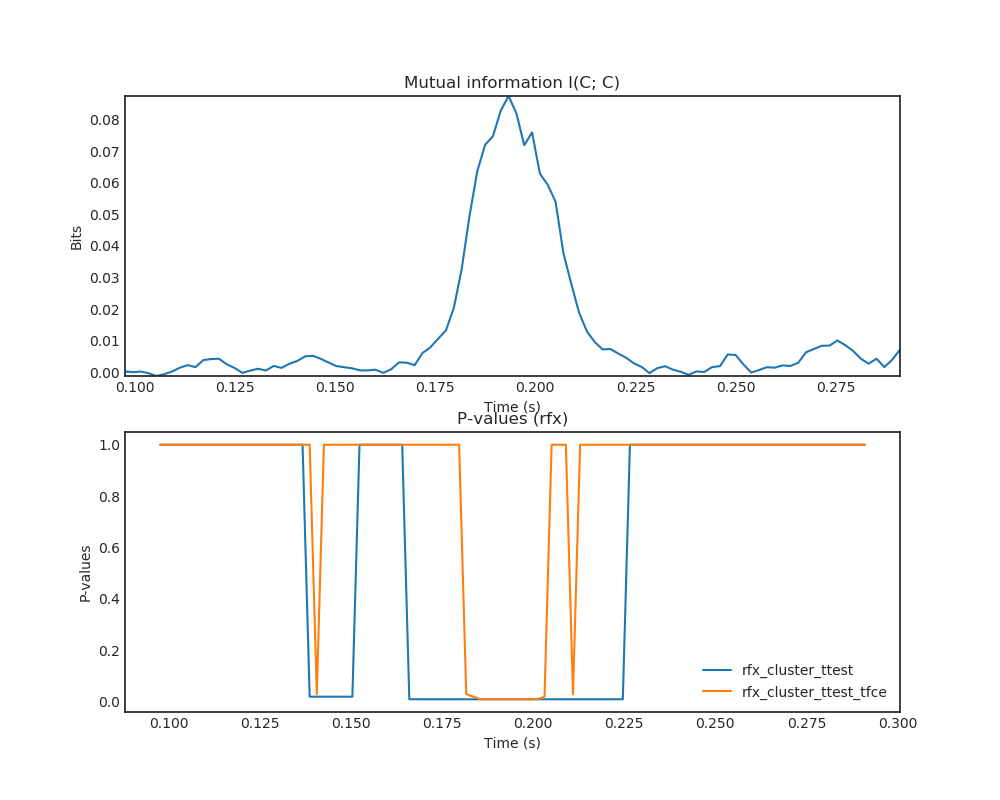 Mutual information I(C; C)
0.08
0.07
0.06
0.05
0.04
0.03
0.02
0.01
0.00
Bits
0.100 0.125 0.150 0.175 0.200 0.225 0.250 0.275
Time (s)
P-values (rfx)
1.0
0.8
0.6
0.4
0.2
0.0
P-values
rfx_cluster_ttest
rfx_cluster_ttest_tfce
0.100 0.125 0.150 0.175 0.200 0.225 0.250 0.275 0.300
Time (s)